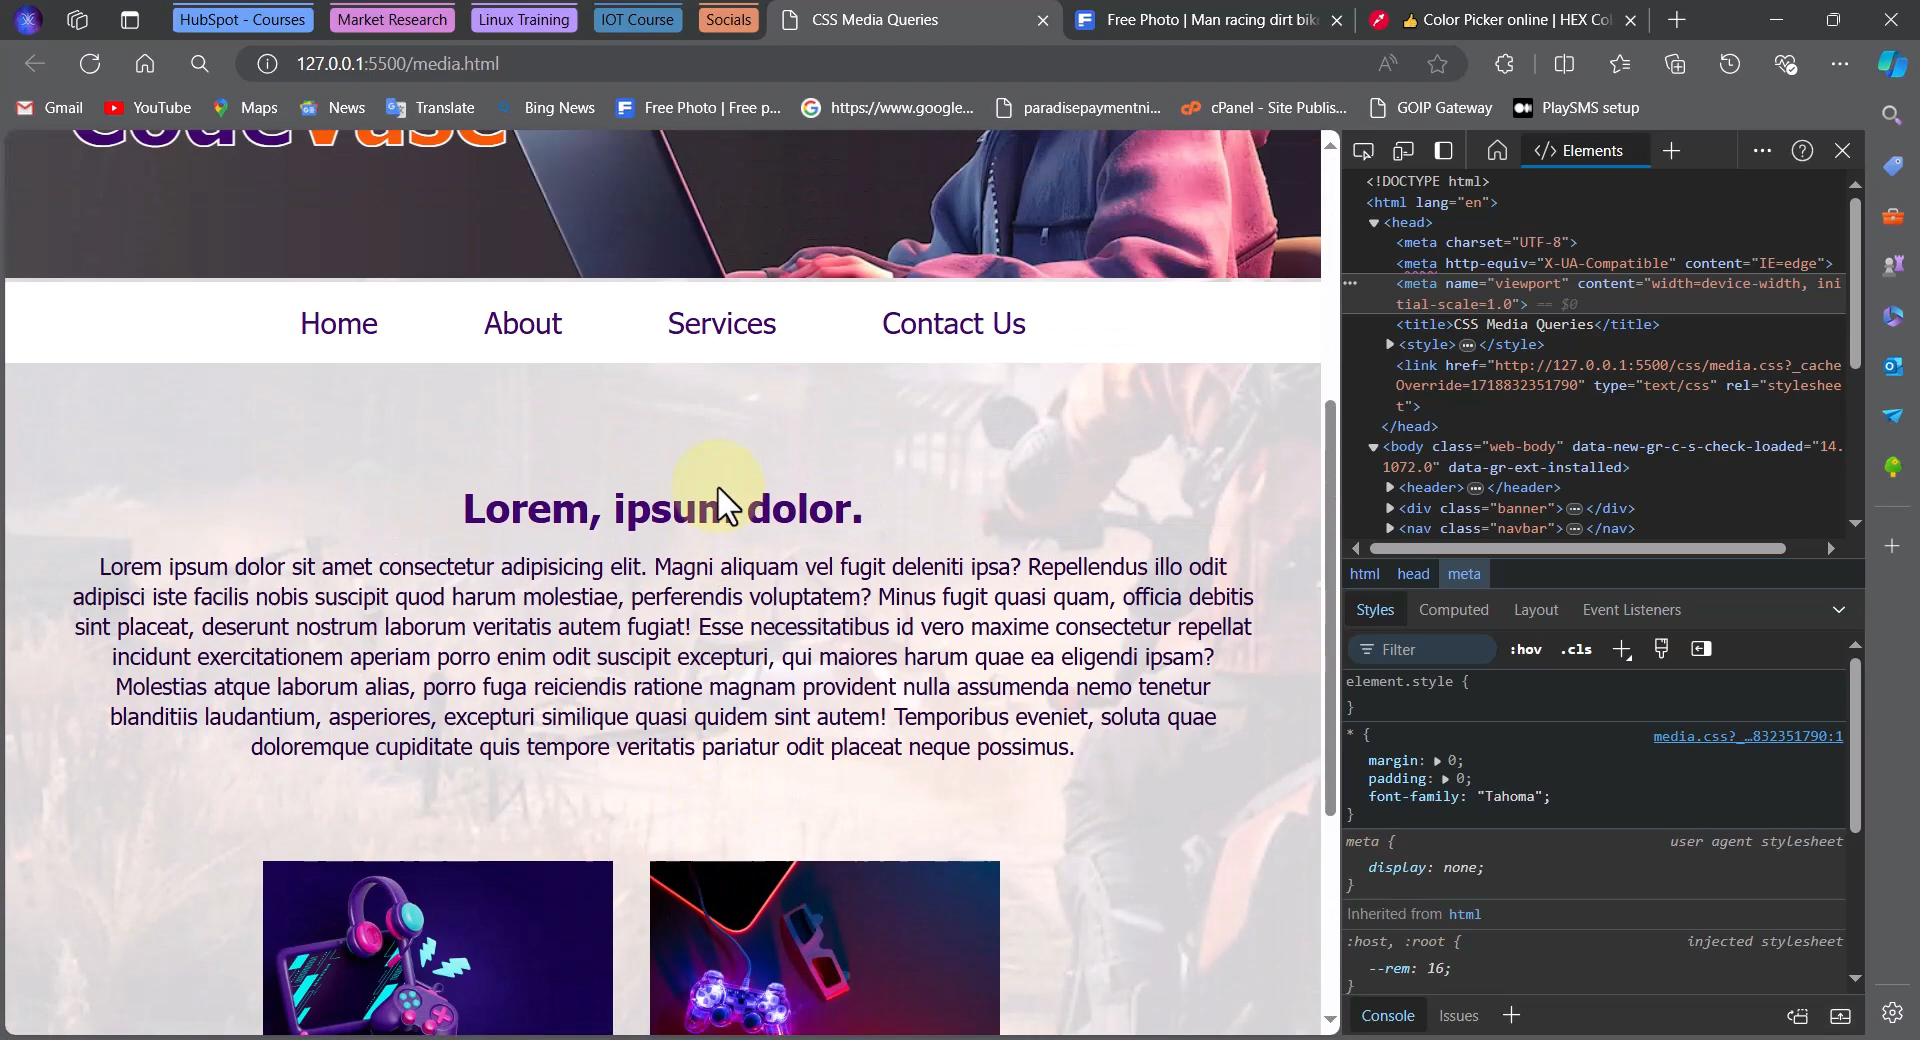 HubSpot - Courses
Market Research
Linux Training
IOT Course
Socials
CSS Media Queries
Free Photo | Man racing dirt bik
Color Picker online | HEX Co
127.0.0.1:5500/media.html
Gmail
YouTube
Maps
News
Translate
Bing News
Free Photo | Free p...
https://www.google...
paradisepaymentni...
cPanel - Site Publis...
GOIP Gateway
PlaySMS setup
CodeVase
Home
About
Services
Contact Us
Lorem, ipsum dolor.
Lorem ipsum dolor sit amet consectetur adipisicing elit. Magni aliquam vel fugit deleniti ipsa? Repellendus illo odit
adipisci iste facilis nobis suscipit quod harum molestiae, perferendis voluptatem? Minus fugit quasi quam, officia debitis
sint placeat, deserunt nostrum laborum veritatis autem fugiat! Esse necessitatibus id vero maxime consectetur repellat
incidunt exercitationem aperiam porro enim odit suscipit excepturi, qui maiores harum quae ea eligendi ipsam?
Molestias atque laborum alias, porro fuga reiciendis ratione magnam provident nulla assumenda nemo tenetur
blanditiis laudantium, asperiores, excepturi similique quasi quidem sint autem! Temporibus eveniet, soluta quae
doloremque cupiditate quis tempore veritatis pariatur odit placeat neque possimus.
</> Elements
<!DOCTYPE html>
<html lang="en">
<head>
<meta charset="UTF-8">
<meta http-equiv="X-UA-Compatible" content="IE=edge">
<meta name="viewport" content="width=device-width, ini
tial-scale=1.0"> == $0
<title>CSS Media Queries</title>
<style>…</style>
<link href="http://127.0.0.1:5500/css/media.css?_cache
Override=1718832351790" type="text/css" rel="styleshee
t">
</head>
<body class="web-body" data-new-gr-c-s-check-loaded="14.
1072.0" data-gr-ext-installed>
<header>…</header>
<div class="banner">…</div>
<nav class="navbar">…</nav>
html head meta
Styles Computed Layout Event Listeners
Filter :hov .cls
element.style {
}
* { media.css?_…832351790:1
margin: 0;
padding: 0;
font-family: "Tahoma";
}
meta { user agent stylesheet
display: none;
}
Inherited from html
:host, :root { injected stylesheet
--rem: 16;
}
Console Issues